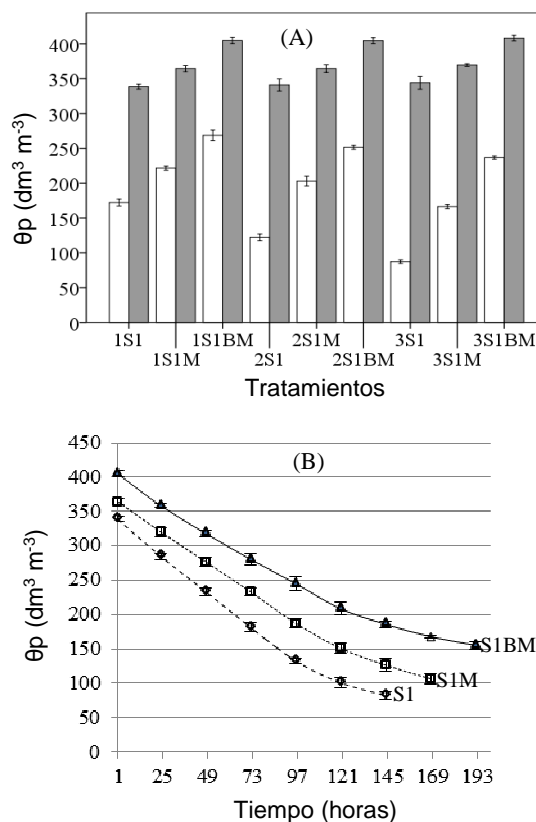 (A)
θp (dm³ m⁻³)
400
350
300
250
200
150
100
50
0
1S1 1S1BM 2S1M 3S1 3S1BM
1S1M 2S1 2S1BM 3S1M
Tratamientos
(B)
θp (dm³ m⁻³)
450
400
350
300
250
200
150
100
50
0
S1BM
S1M
S1
1 25 49 73 97 121 145 169 193
Tiempo (horas)